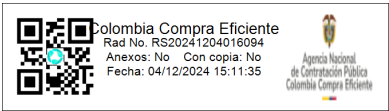 Colombia Compra Eficiente
Rad No. RS20241204016094
Anexos: No Con copia: No
Fecha: 04/12/2024 15:11:35
Agencia Nacional
de Contratación Pública
Colombia Compra Eficiente